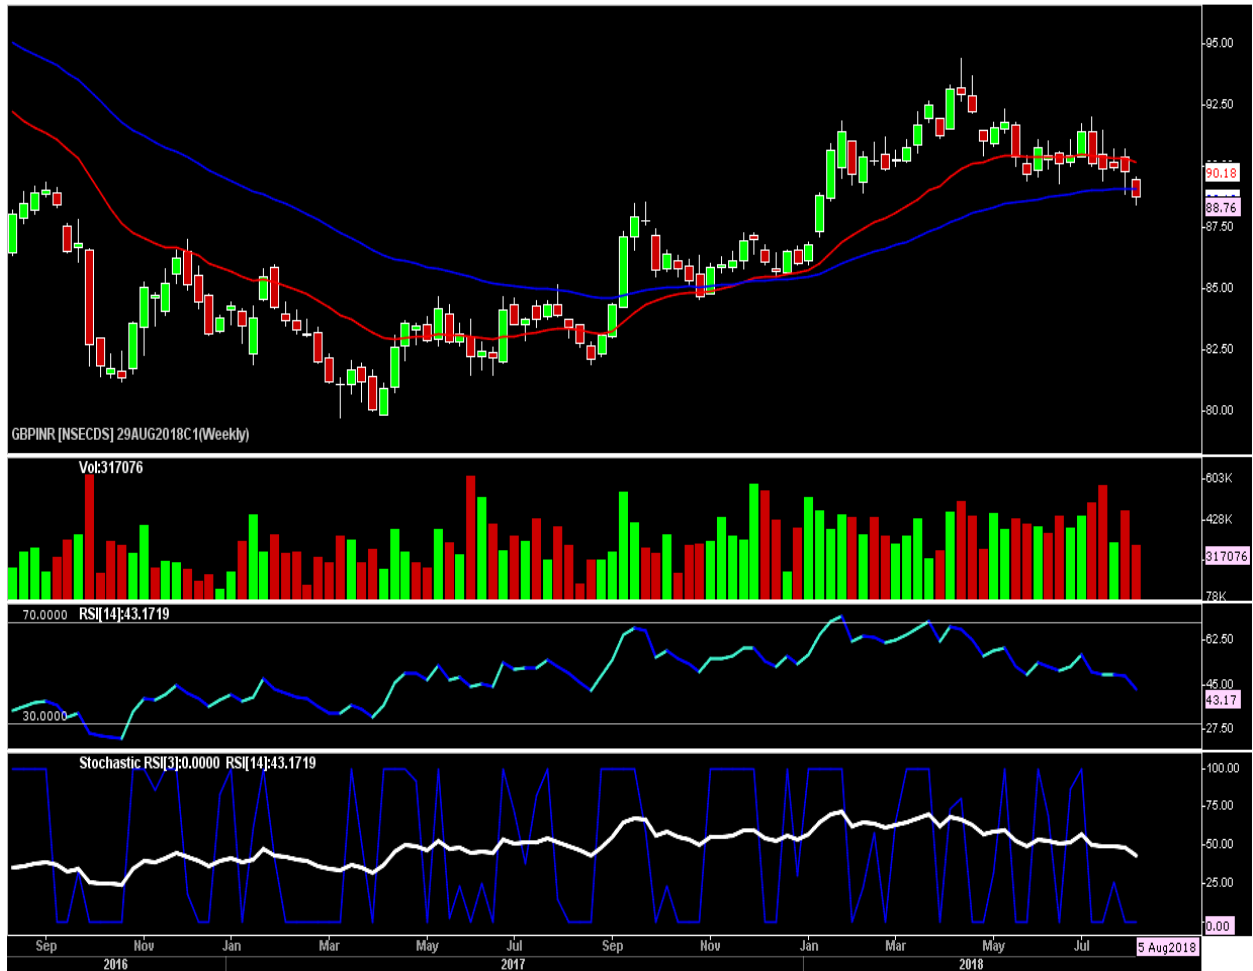 95.00
92.50
90.18
88.76
87.50
85.00
82.50
80.00
GBPINR [NSECDS] 29AUG2018C1(Weekly)
Vol:317076
603K
428K
317076
78K
70.0000 RSI[14]:43.1719
62.50
45.00
43.17
30.0000
27.50
Stochastic RSI[3]:0.0000 RSI[14]:43.1719
100.00
75.00
50.00
25.00
0.00
Sep Nov Jan Mar May Jul Sep Nov Jan Mar May Jul 5 Aug2018
2016 2017 2018